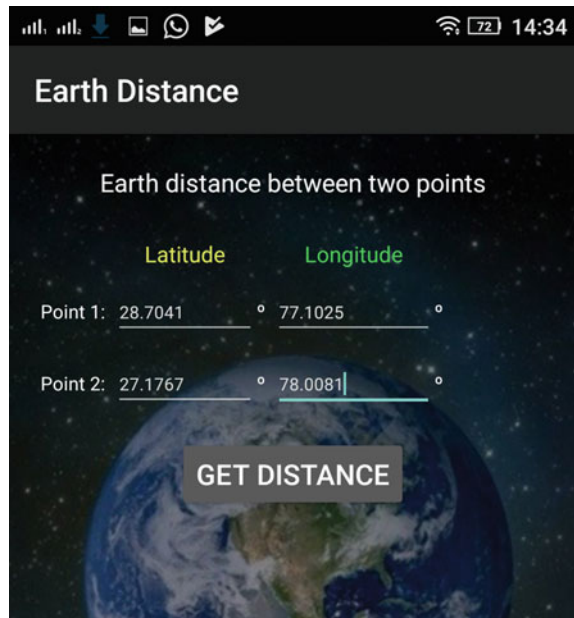 72 14:34
Earth Distance
Earth distance between two points
Latitude Longitude
Point 1: 28.7041 º 77.1025 º
Point 2: 27.1767 º 78.0081 º
GET DISTANCE